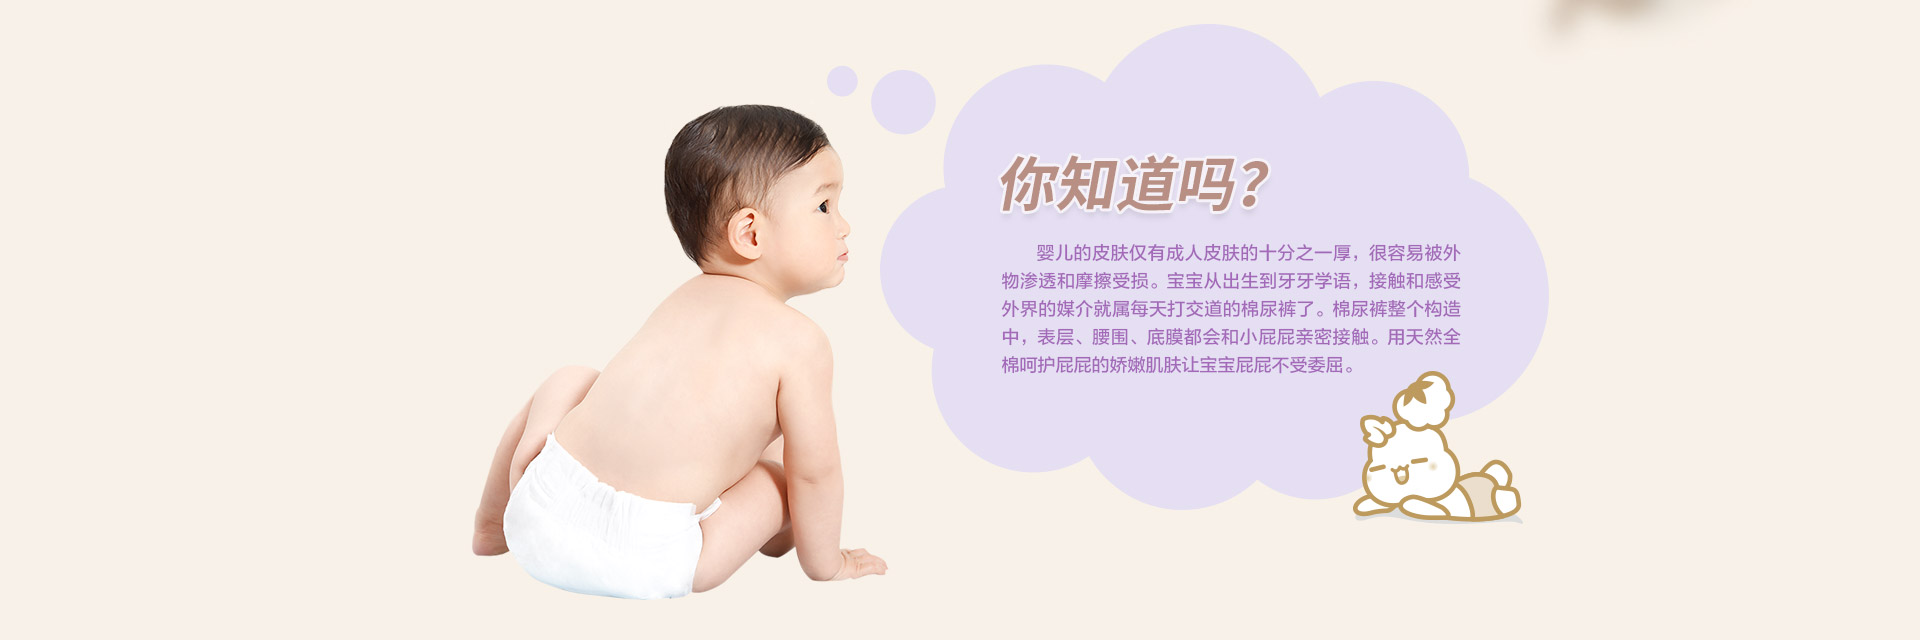 你知道吗?
婴儿的皮肤仅有成人皮肤的十分之一厚，很容易被外
物渗透和摩擦受损。宝宝从出生到牙牙学语，接触和感受
外界的媒介就属每天打交道的棉尿裤了。棉尿裤整个构造
中，表层、腰围、底膜都会和小屁屁亲密接触。用天然全
棉呵护屁屁的娇嫩肌肤让宝宝屁屁不受委屈。